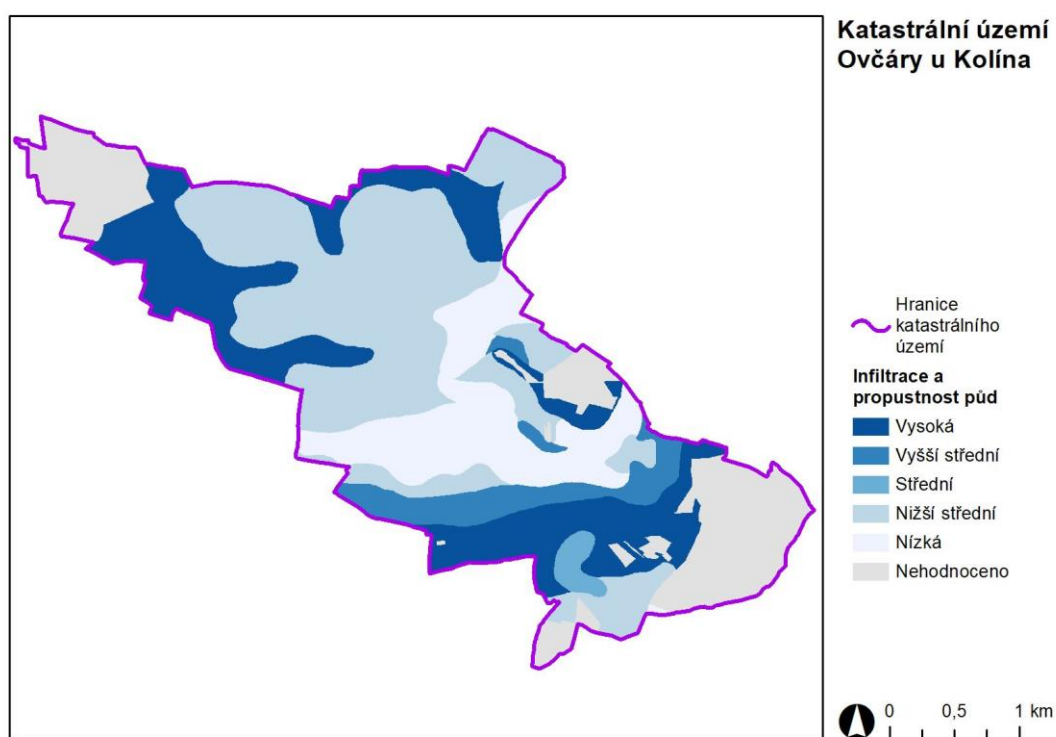 Katastrální území
Ovčáry u Kolína
Hranice
katastrálního
území
Infiltrace a
propustnost půd
Vysoká
Vyšší střední
Střední
Nižší střední
Nízká
Nehodnoceno
0 0,5 1 km